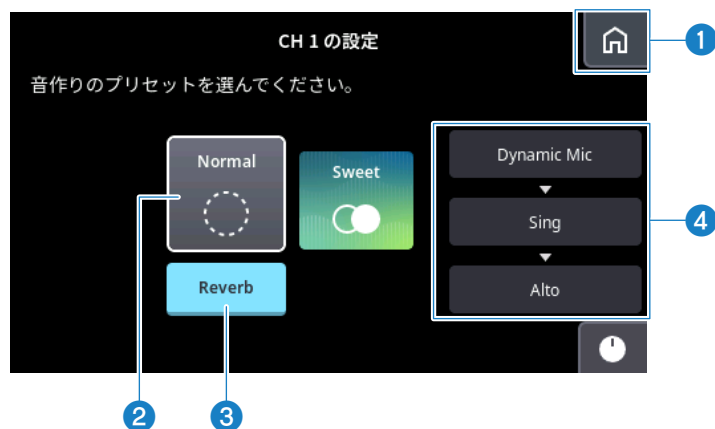 CH 1 の設定
1
音作りのプリセットを選んでください。
Normal
Sweet
Dynamic Mic
Sing
4
Reverb
Alto
2
3